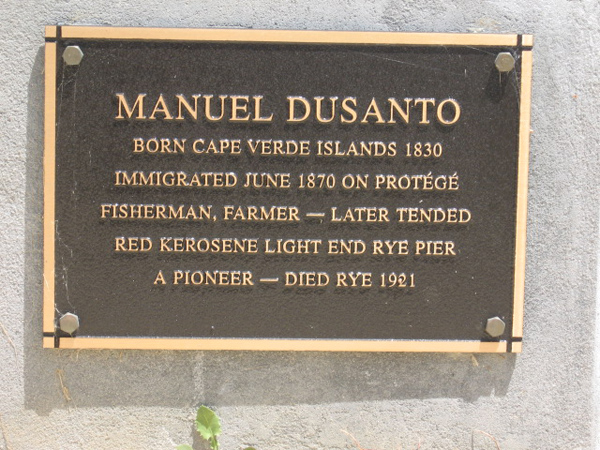 MANUEL DUSANTO
BORN CAPE VERDE ISLANDS 1830
IMMIGRATED JUNE 1870 ON PROTÉGÉ
FISHERMAN, FARMER — LATER TENDED
RED KEROSENE LIGHT END RYE PIER
A PIONEER — DIED RYE 1921